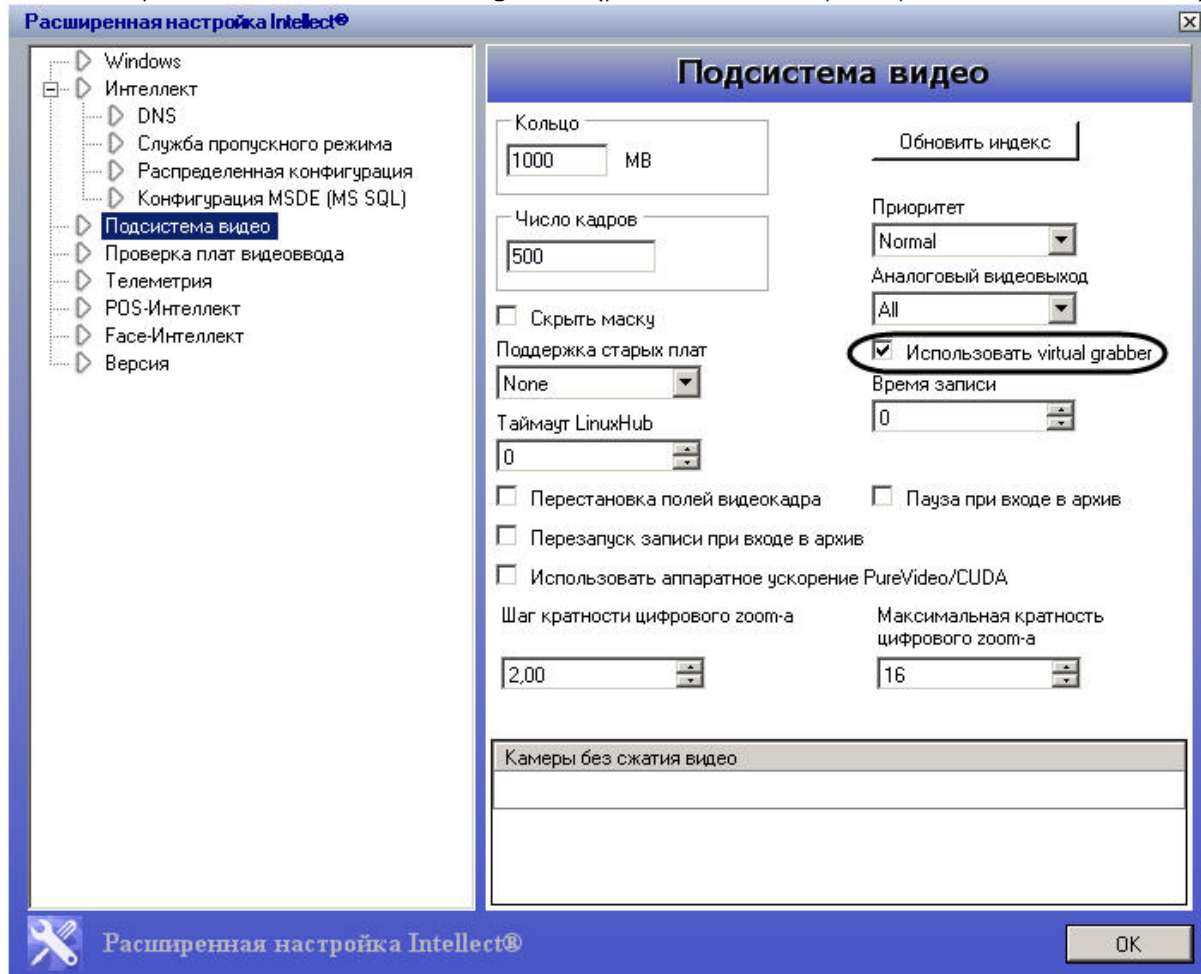 Расширенная настройка Intellect®
Windows
Интеллект
DNS
Служба пропускного режима
Распределенная конфигурация
Конфигурация MSDE (MS SQL)
Подсистема видео
Проверка плат видеоввода
Телеметрия
POS-Интеллект
Face-Интеллект
Версия
Подсистема видео
Кольцо
1000 MB
Обновить индекс
Число кадров
500
Приоритет
Normal
Аналоговый видеовыход
All
Скрыть маску
Использовать virtual grabber
Поддержка старых плат
None
Время записи
0
Таймаут LinuxHub
0
Перестановка полей видеокадра
Пауза при входе в архив
Перезапуск записи при входе в архив
Использовать аппаратное ускорение PureVideo/CUDA
Шаг кратности цифрового zoom-а
2,00
Максимальная кратность
цифрового zoom-а
16
Камеры без сжатия видео
Расширенная настройка Intellect®
OK